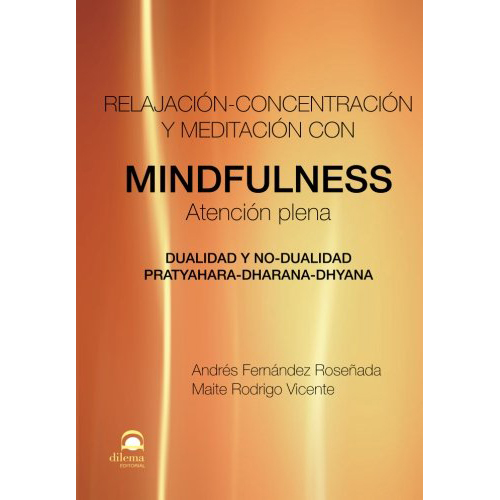 RELAJACIÓN-CONCENTRACIÓN
Y MEDITACIÓN CON
MINDFULNESS
Atención plena
DUALIDAD Y NO-DUALIDAD
PRATYAHARA-DHARANA-DHYANA
Andrés Fernández Roseñada
Maite Rodrigo Vicente
dilema
EDITORIAL